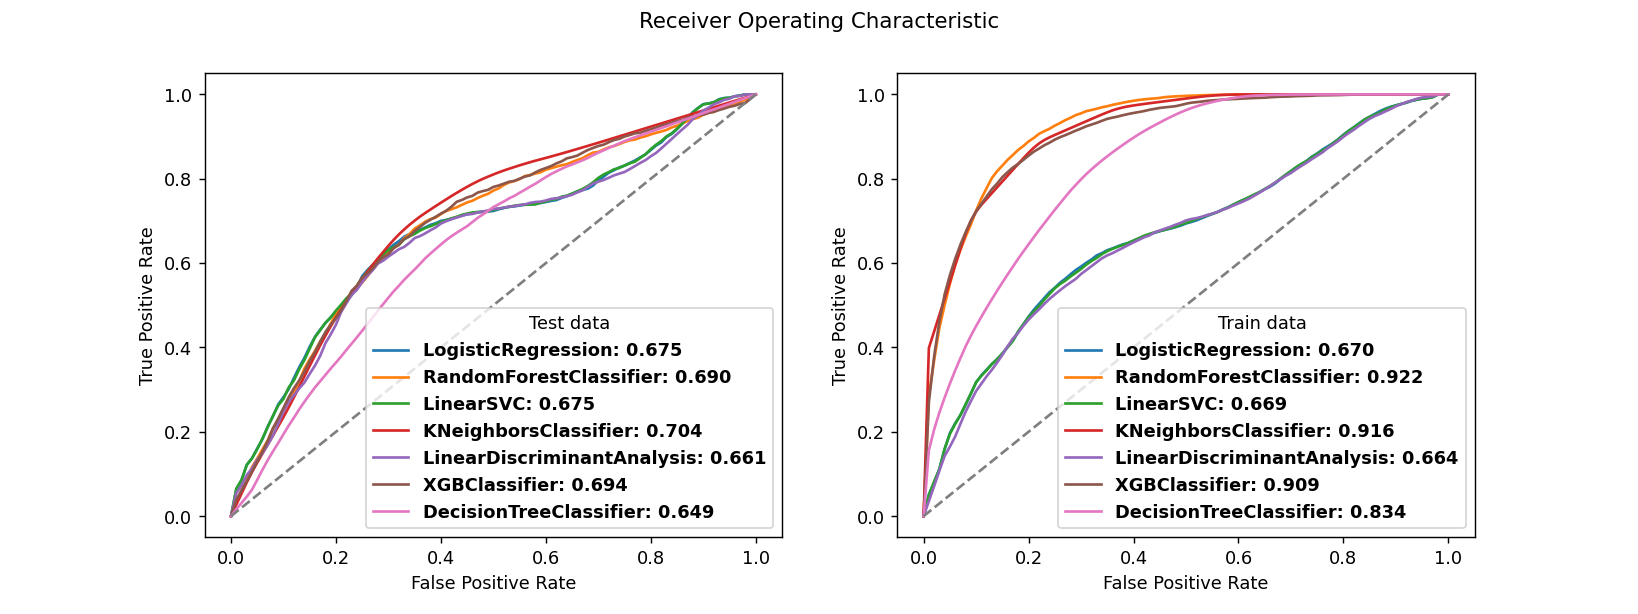 Receiver Operating Characteristic
1.0
0.8
0.6
0.4
0.2
0.0
True Positive Rate
0.0 0.2 0.4 0.6 0.8 1.0
False Positive Rate
Test data
LogisticRegression: 0.675
RandomForestClassifier: 0.690
LinearSVC: 0.675
KNeighborsClassifier: 0.704
LinearDiscriminantAnalysis: 0.661
XGBClassifier: 0.694
DecisionTreeClassifier: 0.649
1.0
0.8
0.6
0.4
0.2
0.0
True Positive Rate
0.0 0.2 0.4 0.6 0.8 1.0
False Positive Rate
Train data
LogisticRegression: 0.670
RandomForestClassifier: 0.922
LinearSVC: 0.669
KNeighborsClassifier: 0.916
LinearDiscriminantAnalysis: 0.664
XGBClassifier: 0.909
DecisionTreeClassifier: 0.834